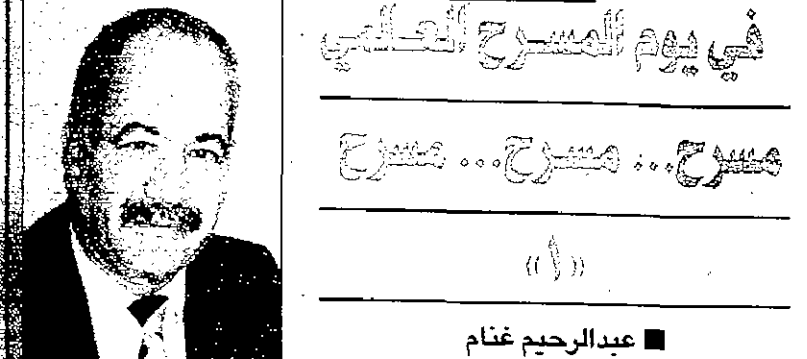 في يوم المسرح العالمي
مسرح... مسرح... مسرح
((أ))
■ عبدالرحيم غنام